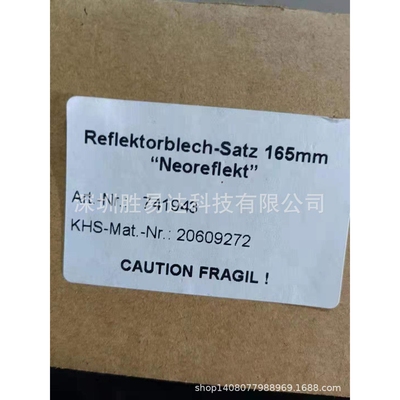 Reflektorblech-Satz 165mm
“Neoreflekt”
Art.-Nr.: 741943
深圳胜易达科技有限公司
KHS-Mat.-Nr.: 20609272
CAUTION FRAGIL !
shop1408077988969.1688.com